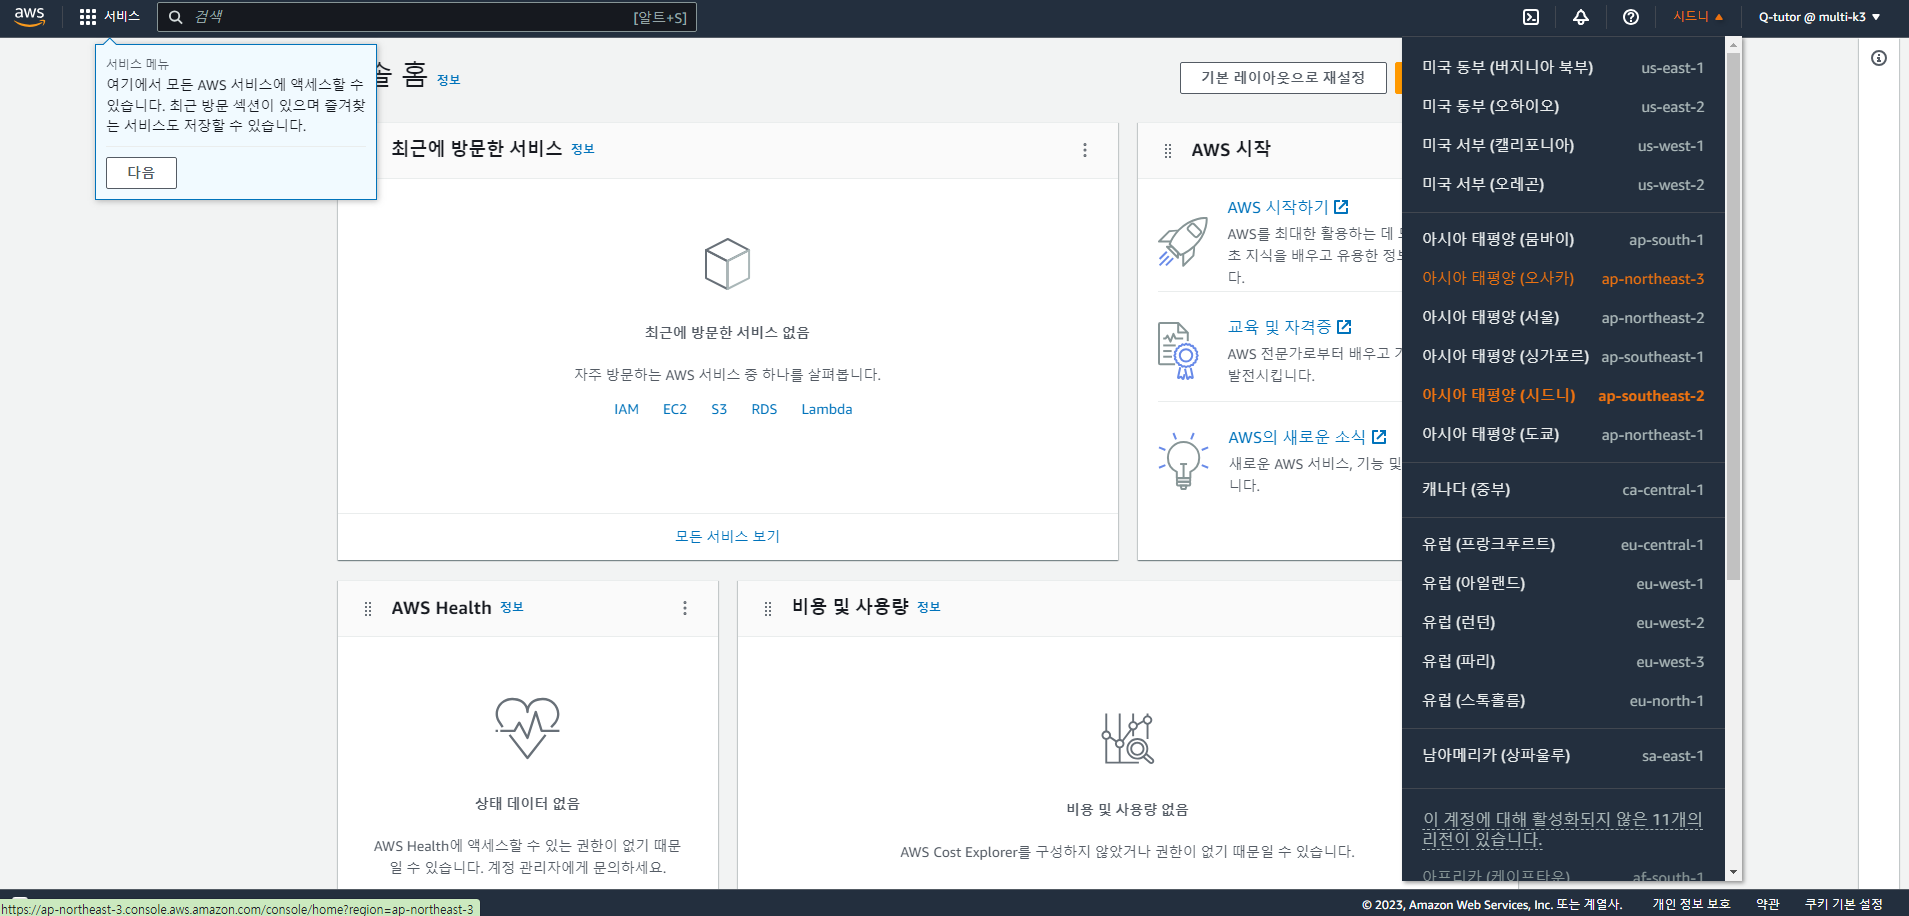 aws
서비스
검색
[알트+S]
시드니 ▲
Q-tutor @ multi-k3 ▼
서비스 메뉴
여기에서 모든 AWS 서비스에 액세스할 수
있습니다. 최근 방문 섹션이 있으며 즐겨찾
는 서비스도 저장할 수 있습니다.
다음
솔 홈 정보
기본 레이아웃으로 재설정
최근에 방문한 서비스 정보
최근에 방문한 서비스 없음
자주 방문하는 AWS 서비스 중 하나를 살펴봅니다.
IAM EC2 S3 RDS Lambda
모든 서비스 보기
AWS 시작
AWS 시작하기
AWS를 최대한 활용하는 데
초 지식을 배우고 유용한 정보
다.
교육 및 자격증
AWS 전문가로부터 배우고
발전시킵니다.
AWS의 새로운 소식
새로운 AWS 서비스, 기능 및
니다.
AWS Health 정보
상태 데이터 없음
AWS Health에 액세스할 수 있는 권한이 없기 때문
일 수 있습니다. 계정 관리자에게 문의하세요.
비용 및 사용량 정보
비용 및 사용량 없음
AWS Cost Explorer를 구성하지 않았거나 권한이 없기 때문일 수 있습니다.
미국 동부 (버지니아 북부) us-east-1
미국 동부 (오하이오) us-east-2
미국 서부 (캘리포니아) us-west-1
미국 서부 (오레곤) us-west-2
아시아 태평양 (뭄바이) ap-south-1
아시아 태평양 (오사카) ap-northeast-3
아시아 태평양 (서울) ap-northeast-2
아시아 태평양 (싱가포르) ap-southeast-1
아시아 태평양 (시드니) ap-southeast-2
아시아 태평양 (도쿄) ap-northeast-1
캐나다 (중부) ca-central-1
유럽 (프랑크푸르트) eu-central-1
유럽 (아일랜드) eu-west-1
유럽 (런던) eu-west-2
유럽 (파리) eu-west-3
유럽 (스톡홀름) eu-north-1
남아메리카 (상파울루) sa-east-1
이 계정에 대해 활성화되지 않은 11개의
리전이 있습니다.
아프리카 (케이프타운) af-south-1
https://ap-northeast-3.console.aws.amazon.com/console/home?region=ap-northeast-3
© 2023, Amazon Web Services, Inc. 또는 계열사.
개인 정보 보호
약관
쿠키 기본 설정